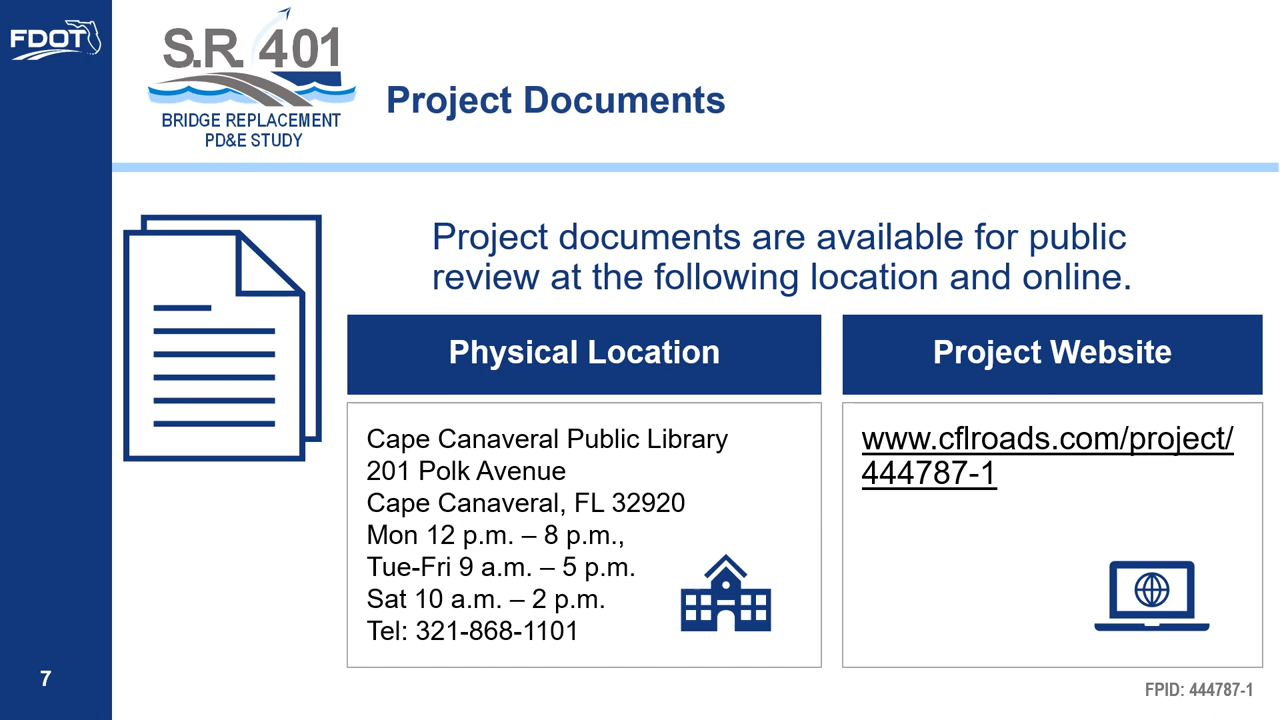 FDOT
S.R. 401
BRIDGE REPLACEMENT
PD&E STUDY
Project Documents
Project documents are available for public
review at the following location and online.
Physical Location
Cape Canaveral Public Library
201 Polk Avenue
Cape Canaveral, FL 32920
Mon 12 p.m. – 8 p.m.,
Tue-Fri 9 a.m. – 5 p.m.
Sat 10 a.m. – 2 p.m.
Tel: 321-868-1101
Project Website
www.cflroads.com/project/
444787-1
7
FPID: 444787-1